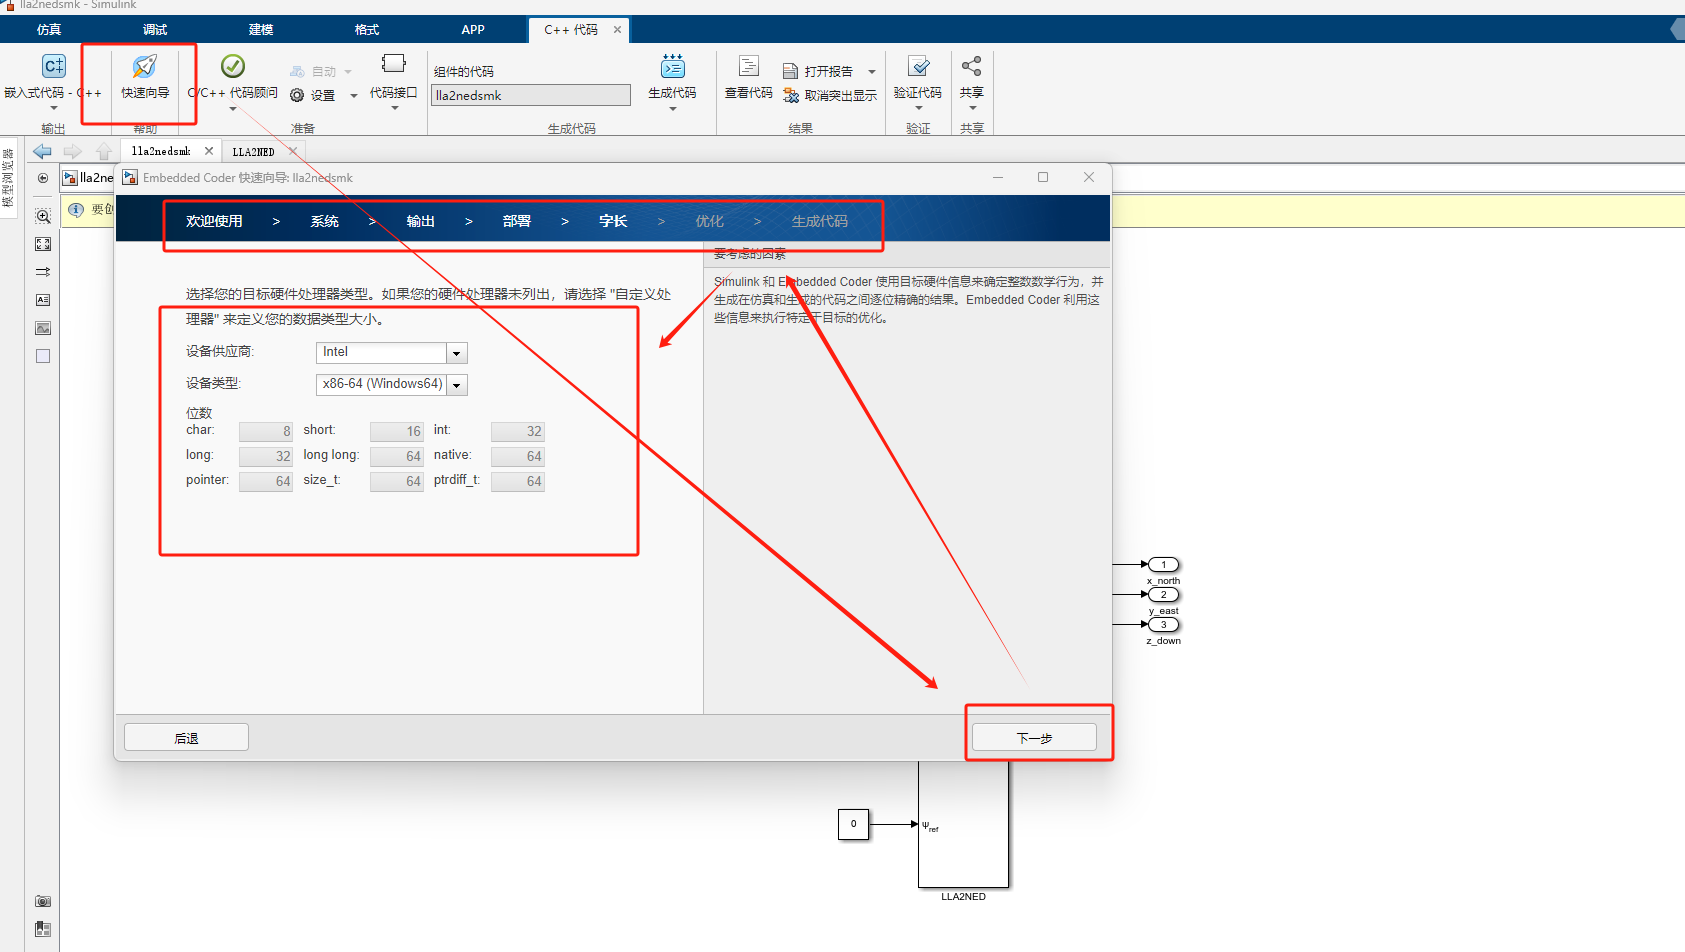 lla2nedsmk - Simulink
仿真 调试 建模 格式 APP C++ 代码
嵌入式代码 - C++
快速向导
C/C++ 代码顾问
自动
设置
代码接口
组件的代码
lla2nedsmk
生成代码
查看代码
打开报告
取消突出显示
验证代码
共享
输出 帮助 准备 生成代码 结果 验证 共享
模型浏览器
lla2nedsmk LLA2NED
lla2ne
要创
Embedded Coder 快速向导: lla2nedsmk
欢迎使用 > 系统 > 输出 > 部署 > 字长 > 优化 > 生成代码
选择您的目标硬件处理器类型。如果您的硬件处理器未列出，请选择 "自定义处
理器" 来定义您的数据类型大小。
设备供应商: Intel
设备类型: x86-64 (Windows64)
位数
char: 8 short: 16 int: 32
long: 32 long long: 64 native: 64
pointer: 64 size_t: 64 ptrdiff_t: 64
要考虑的因素
Simulink 和 Embedded Coder 使用目标硬件信息来确定整数数学行为，并
生成在仿真和生成的代码之间逐位精确的结果。Embedded Coder 利用这
些信息来执行特定于目标的优化。
后退
下一步
1
x_north
2
y_east
3
z_down
0
ψref
LLA2NED